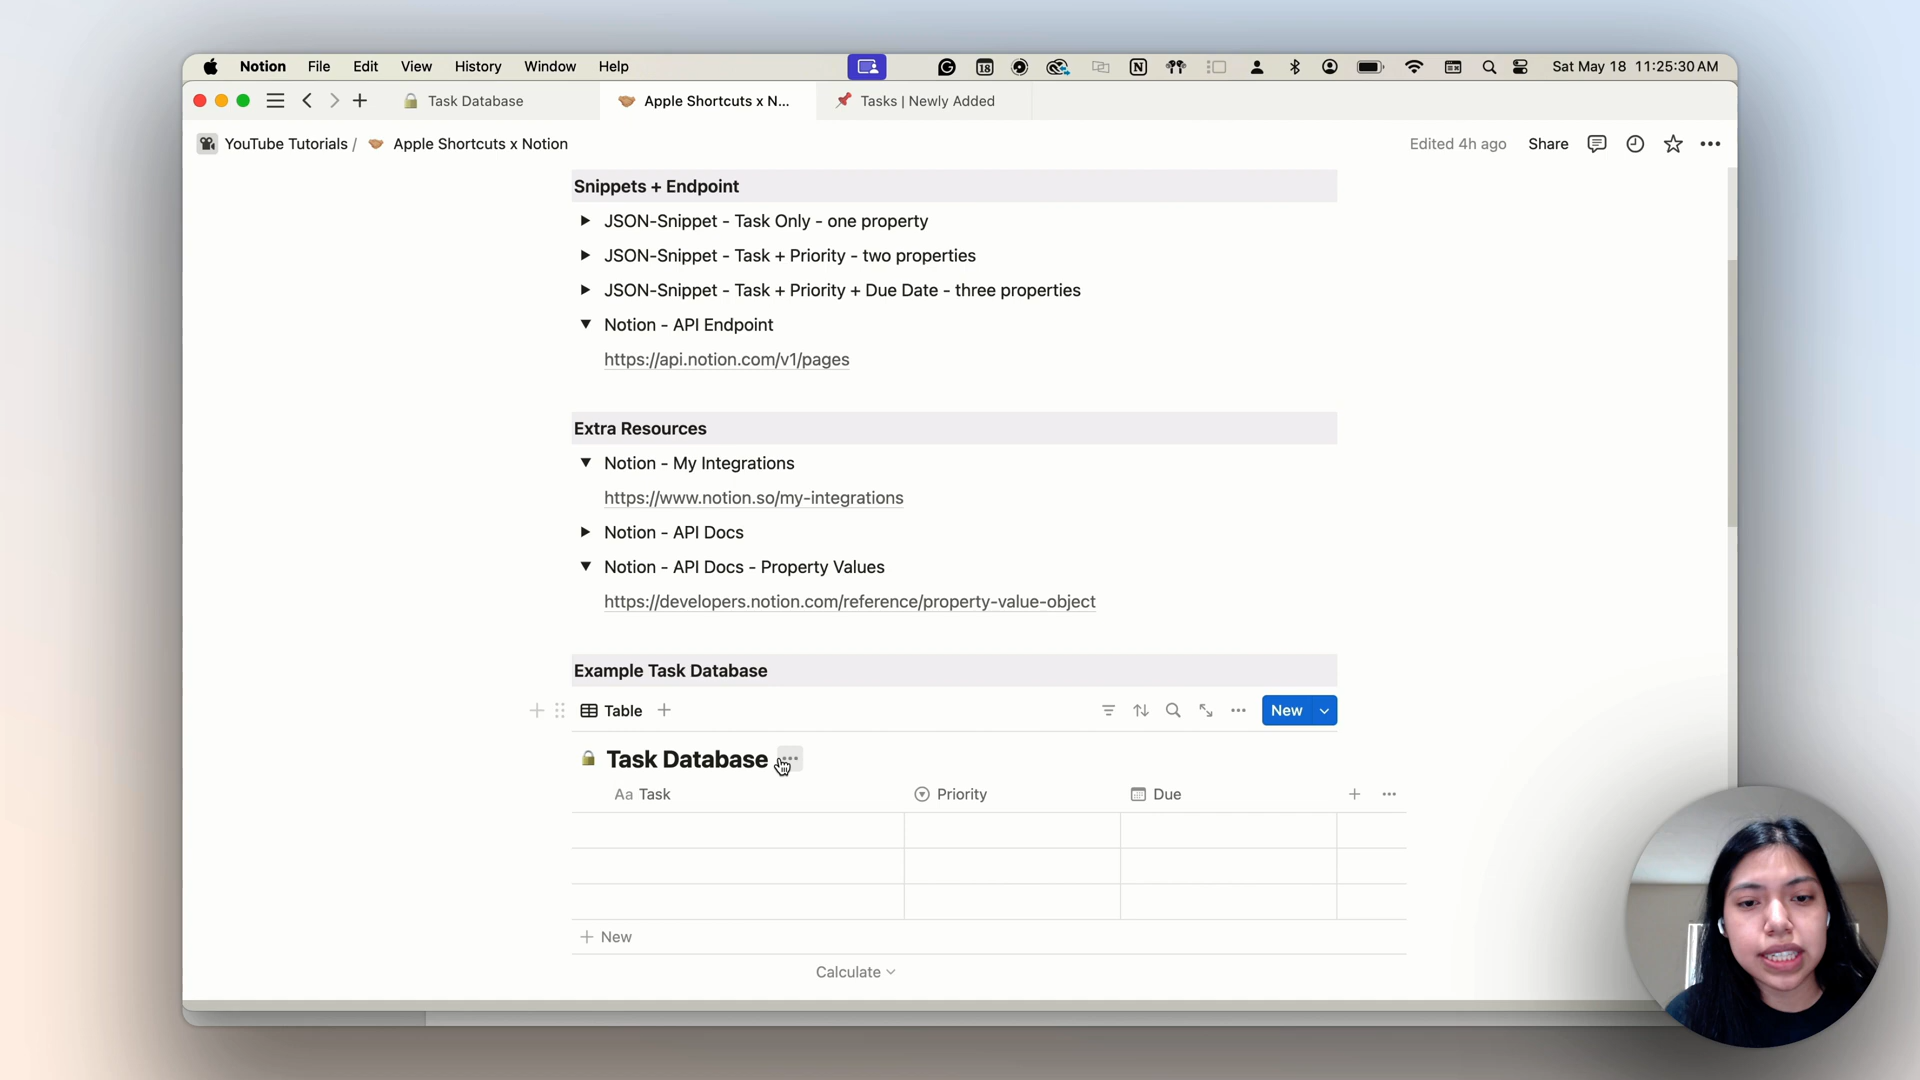 Notion File Edit View History Window Help 18 Sat May 18 11:25:30 AM
Task Database Apple Shortcuts x N... Tasks | Newly Added
YouTube Tutorials / Apple Shortcuts x Notion Edited 4h ago Share
Snippets + Endpoint
JSON-Snippet - Task Only - one property
JSON-Snippet - Task + Priority - two properties
JSON-Snippet - Task + Priority + Due Date - three properties
Notion - API Endpoint
https://api.notion.com/v1/pages
Extra Resources
Notion - My Integrations
https://www.notion.so/my-integrations
Notion - API Docs
Notion - API Docs - Property Values
https://developers.notion.com/reference/property-value-object
Example Task Database
Table New
Task Database
Aa Task Priority Due
New
Calculate